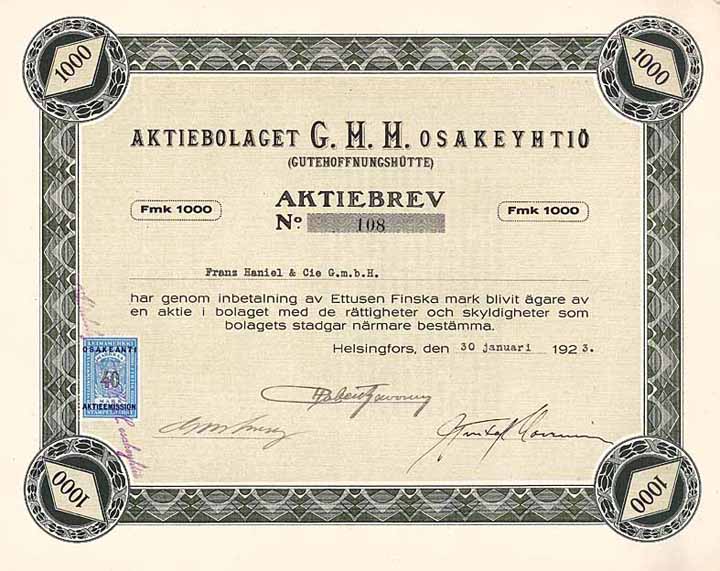 1000
1000
AKTIEBOLAGET G. H. H. OSAKEYHTIÖ
(GUTEHOFFNUNGSHÜTTE)
AKTIEBREV
Fmk 1000
Nº 108
Fmk 1000
Franz Haniel & Cie G.m.b.H.
har genom inbetalning av Ettusen Finska mark blivit ägare av
en aktie i bolaget med de rättigheter och skyldigheter som
bolagets stadgar närmare bestämma.
Helsingfors, den 30 januari 1923.
LEIMAMERKKI
OSAKEANTI
40
MARKKAA
AKTIEEMISSION
1000
1000